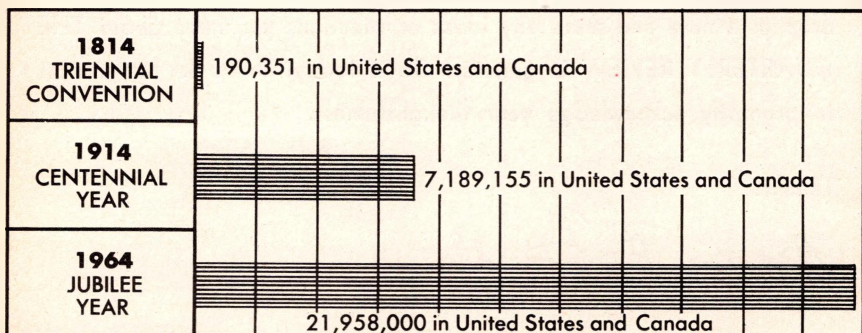 1814
TRIENNIAL
CONVENTION
190,351 in United States and Canada
1914
CENTENNIAL
YEAR
7,189,155 in United States and Canada
1964
JUBILEE
YEAR
21,958,000 in United States and Canada